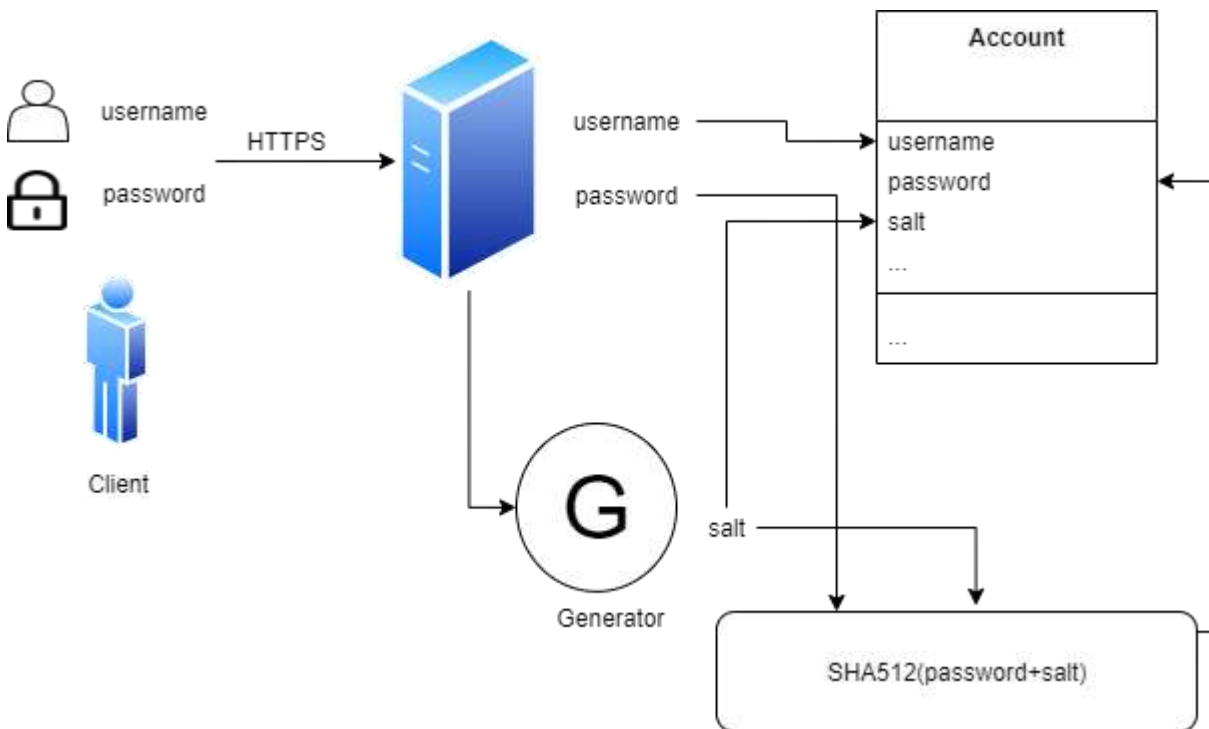 Account
username
HTTPS
password
username
password
username
password
salt
...
...
Client
G
Generator
salt
SHA512(password+salt)